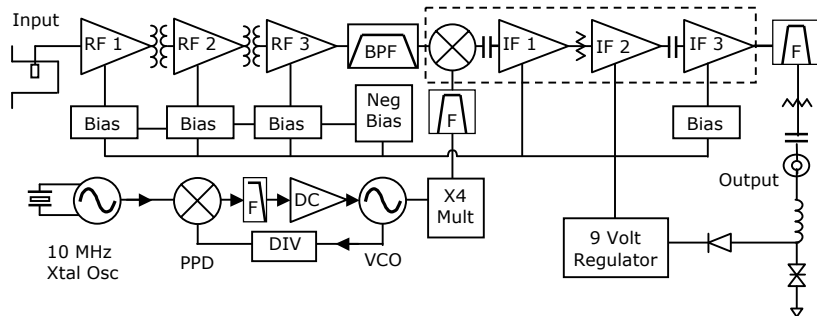 Input
RF 1
RF 2
RF 3
BPF
IF 1
IF 2
IF 3
F
Neg
Bias
F
Bias
Bias
Bias
Bias
Output
F
DC
X4
Mult
10 MHz
Xtal Osc
PPD
DIV
VCO
9 Volt
Regulator